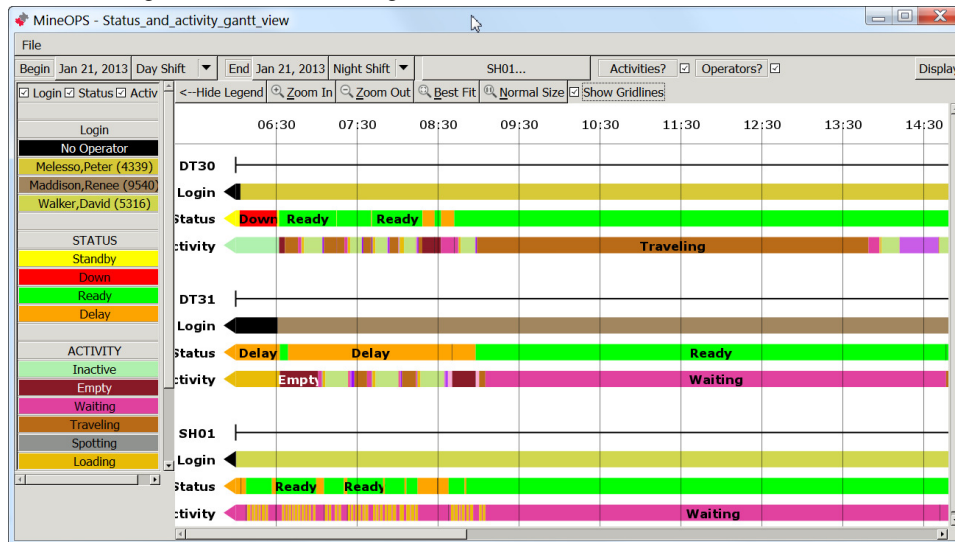 MineOPS - Status_and_activity_gantt_view
File
Begin Jan 21, 2013 Day Shift End Jan 21, 2013 Night Shift SH01... Activities? Operators? Display
Login Status Activ <--Hide Legend Zoom In Zoom Out Best Fit Normal Size Show Gridlines
06:30 07:30 08:30 09:30 10:30 11:30 12:30 13:30 14:30
Login
No Operator
Melesso,Peter (4339)
Maddison,Renee (9540)
Walker,David (5316)
STATUS
Standby
Down
Ready
Delay
ACTIVITY
Inactive
Empty
Waiting
Traveling
Spotting
Loading
DT30
Login
Status Down Ready Ready
ctivity Traveling
DT31
Login
Status Delay Delay Ready
ctivity Empty Waiting
SH01
Login
Status Ready Ready
ctivity Waiting